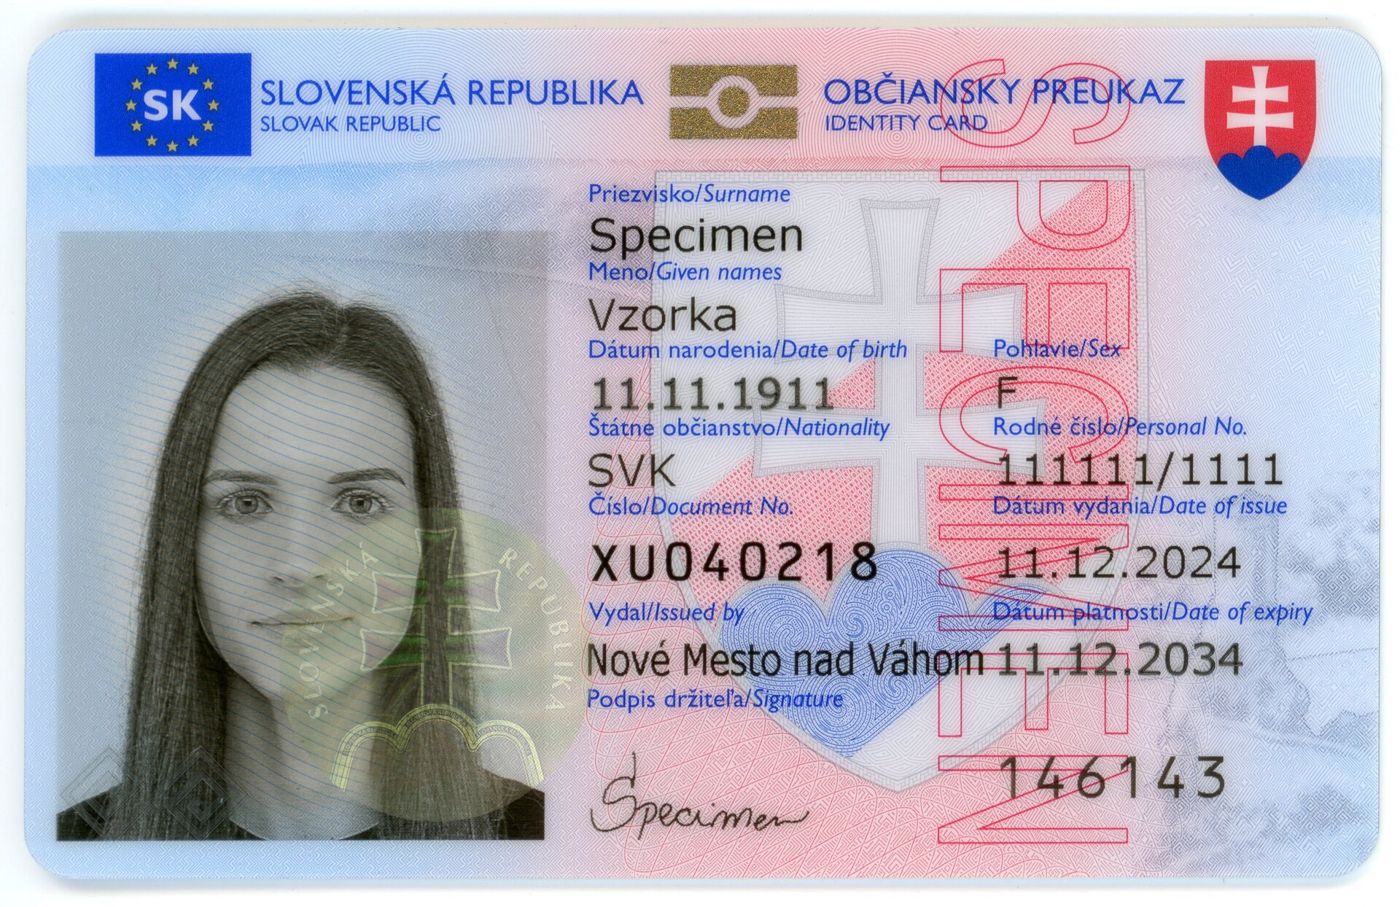 SK
SLOVENSKÁ REPUBLIKA
SLOVAK REPUBLIC
OBČIANSKY PREUKAZ
IDENTITY CARD
Priezvisko/Surname
Specimen
Meno/Given names
Vzorka
Dátum narodenia/Date of birth
Pohlavie/Sex
11.11.1911
F
Štátne občianstvo/Nationality
Rodné číslo/Personal No.
SVK
111111/1111
Číslo/Document No.
Dátum vydania/Date of issue
XU040218
11.12.2024
Vydal/Issued by
Dátum platnosti/Date of expiry
Nové Mesto nad Váhom
11.12.2034
Podpis držiteľa/Signature
Specimen
146143
SPECIMEN
SLOVENSKÁ REPUBLIKA